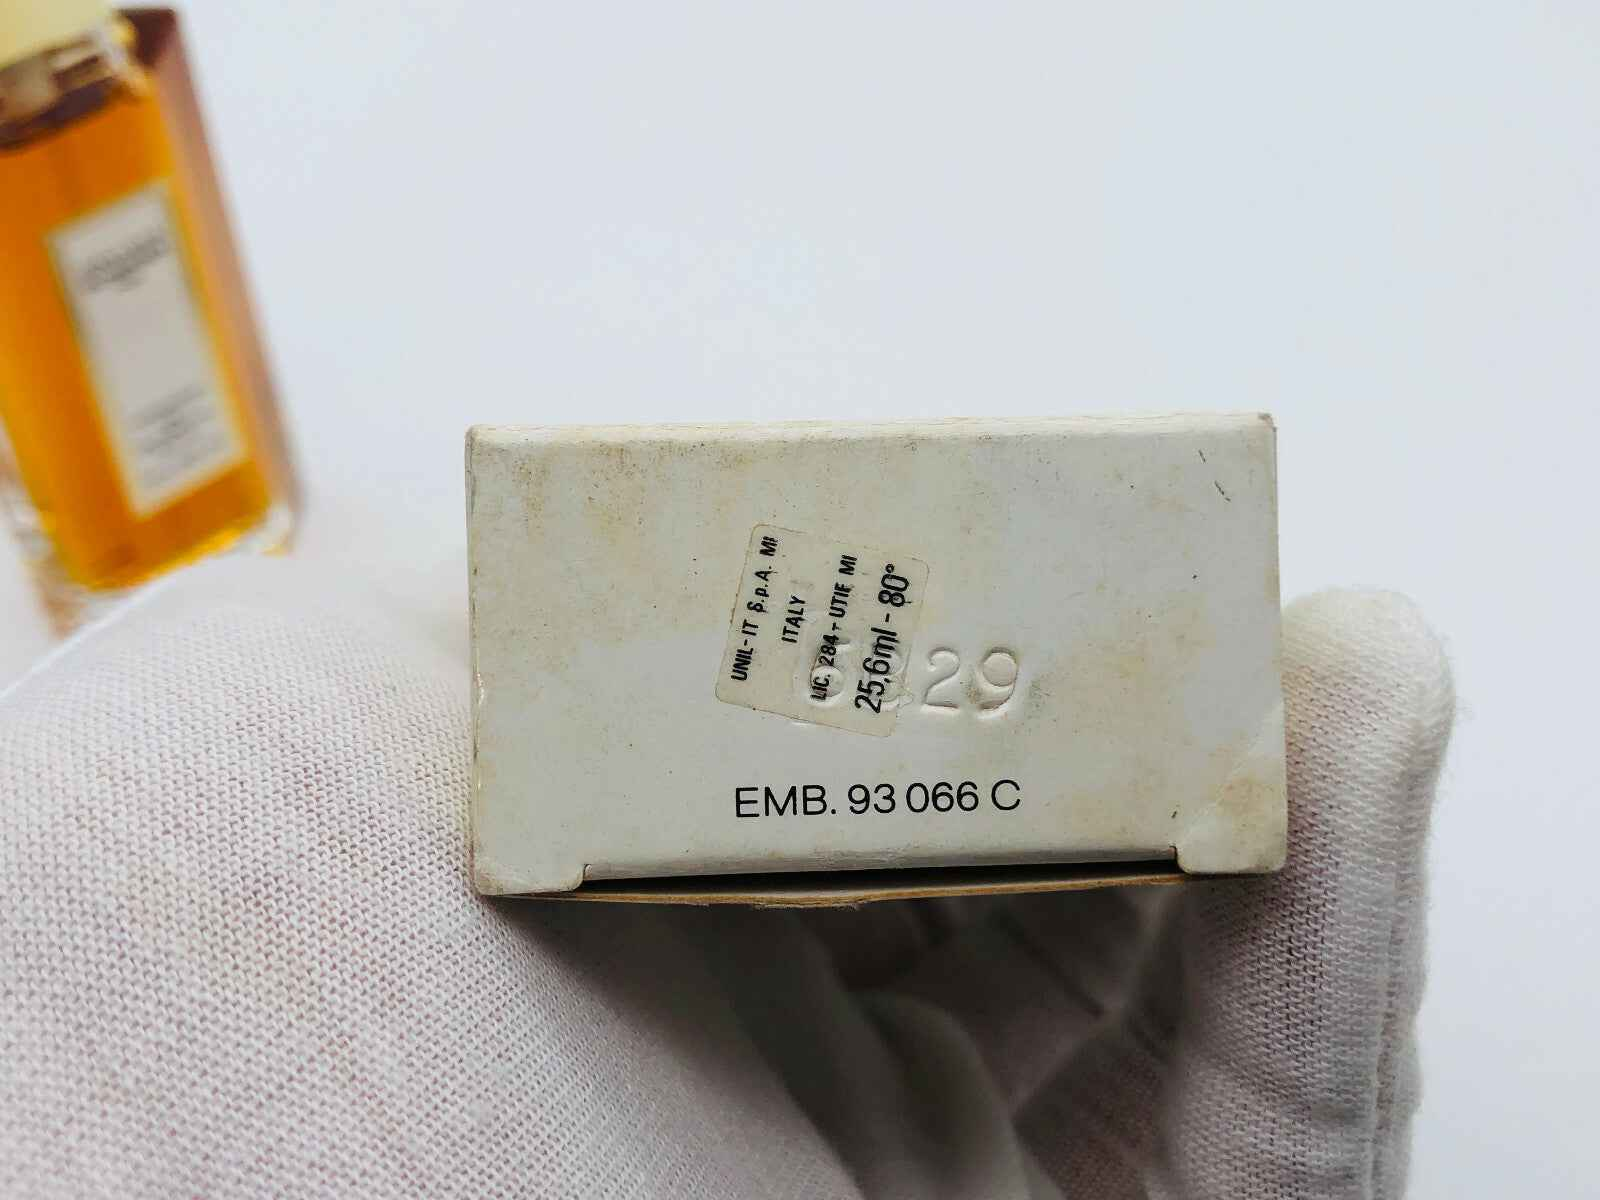 UNIL-IT S.p.A. MI
ITALY
LIC. 284 - UTIF MI
25,6ml - 80°
29
EMB. 93 066 C